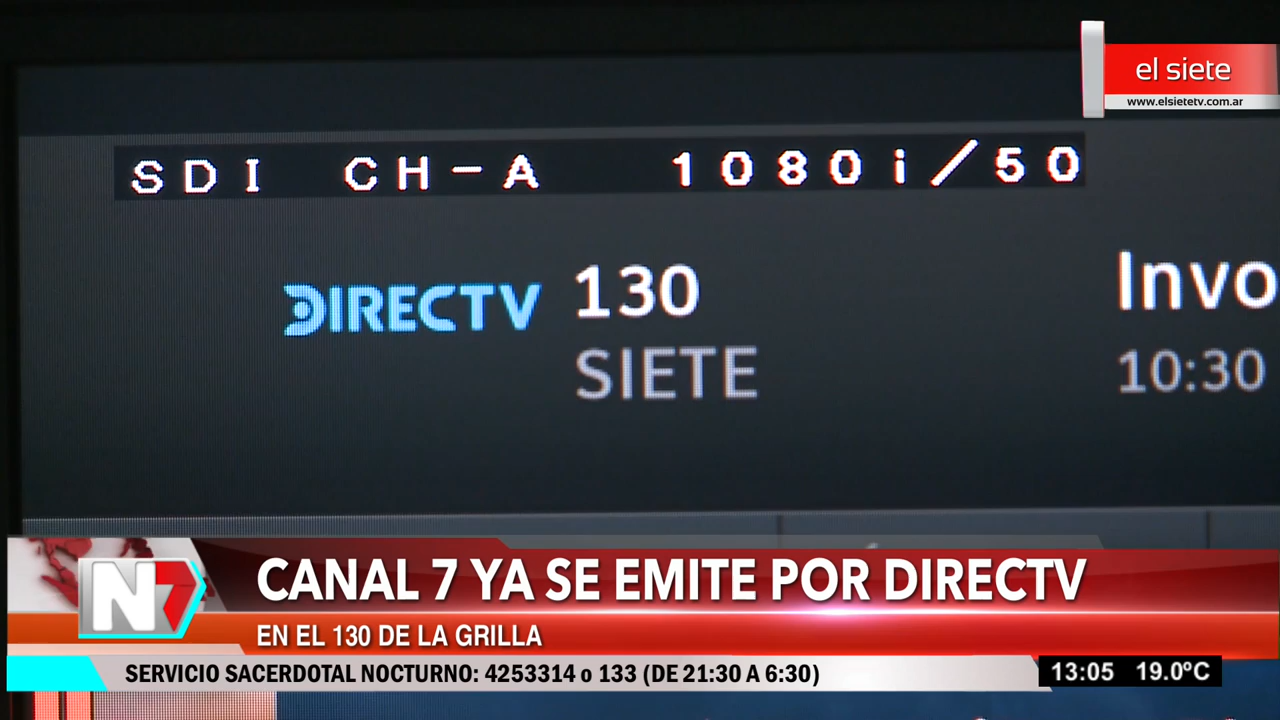 el siete
www.elsietetv.com.ar
SDI CH-A 1080i/50
DIRECTV 130 Invo
SIETE 10:30
N7 CANAL 7 YA SE EMITE POR DIRECTV
EN EL 130 DE LA GRILLA
SERVICIO SACERDOTAL NOCTURNO: 4253314 o 133 (DE 21:30 A 6:30) 13:05 19.0ºC